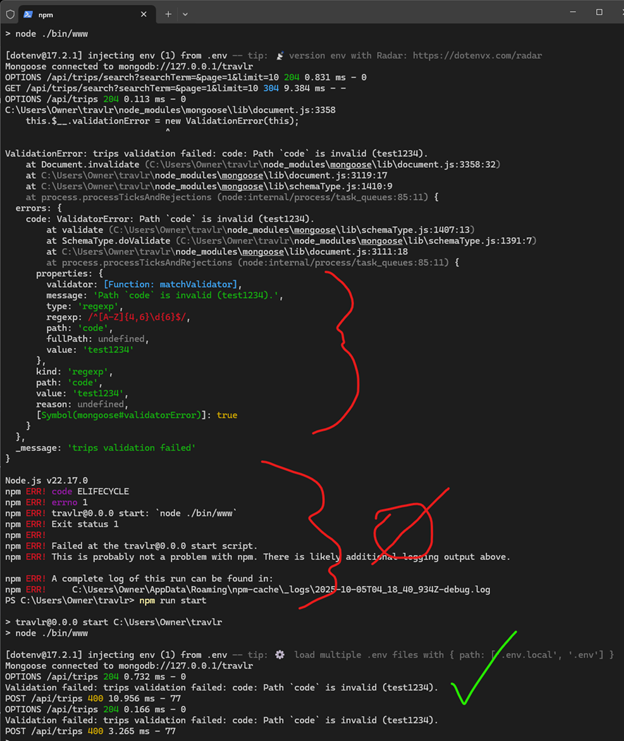 npm
> node ./bin/www
[dotenv@17.2.1] injecting env (1) from .env -- tip: 📡 version env with Radar: https://dotenvx.com/radar
Mongoose connected to mongodb://127.0.0.1/travlr
OPTIONS /api/trips/search?searchTerm=&page=1&limit=10 204 0.831 ms - 0
GET /api/trips/search?searchTerm=&page=1&limit=10 304 9.384 ms - -
OPTIONS /api/trips 204 0.113 ms - 0
C:\Users\Owner\travlr\node_modules\mongoose\lib\document.js:3358
    this.$__.validationError = new ValidationError(this);
                               ^
ValidationError: trips validation failed: code: Path `code` is invalid (test1234).
    at Document.invalidate (C:\Users\Owner\travlr\node_modules\mongoose\lib\document.js:3358:32)
    at C:\Users\Owner\travlr\node_modules\mongoose\lib\document.js:3119:17
    at C:\Users\Owner\travlr\node_modules\mongoose\lib\schemaType.js:1410:9
    at process.processTicksAndRejections (node:internal/process/task_queues:85:11) {
  errors: {
    code: ValidatorError: Path `code` is invalid (test1234).
        at validate (C:\Users\Owner\travlr\node_modules\mongoose\lib\schemaType.js:1407:13)
        at SchemaType.doValidate (C:\Users\Owner\travlr\node_modules\mongoose\lib\schemaType.js:1391:7)
        at C:\Users\Owner\travlr\node_modules\mongoose\lib\document.js:3111:18
        at process.processTicksAndRejections (node:internal/process/task_queues:85:11) {
      properties: {
        validator: [Function: matchValidator],
        message: 'Path `code` is invalid (test1234).',
        type: 'regexp',
        regexp: /^[A-Z]{4,6}\d{6}$/,
        path: 'code',
        fullPath: undefined,
        value: 'test1234'
      },
      kind: 'regexp',
      path: 'code',
      value: 'test1234',
      reason: undefined,
      [Symbol(mongoose#validatorError)]: true
    }
  },
  _message: 'trips validation failed'
}
Node.js v22.17.0
npm ERR! code ELIFECYCLE
npm ERR! errno 1
npm ERR! travlr@0.0.0 start: `node ./bin/www`
npm ERR! Exit status 1
npm ERR!
npm ERR! Failed at the travlr@0.0.0 start script.
npm ERR! This is probably not a problem with npm. There is likely additional logging output above.
npm ERR! A complete log of this run can be found in:
npm ERR!     C:\Users\Owner\AppData\Roaming\npm-cache\_logs\2025-10-05T04_18_40_934Z-debug.log
PS C:\Users\Owner\travlr> npm run start
> travlr@0.0.0 start C:\Users\Owner\travlr
> node ./bin/www
[dotenv@17.2.1] injecting env (1) from .env -- tip: ⚙️  load multiple .env files with { path: ['.env.local', '.env'] }
Mongoose connected to mongodb://127.0.0.1/travlr
OPTIONS /api/trips 204 0.732 ms - 0
Validation failed: trips validation failed: code: Path `code` is invalid (test1234).
POST /api/trips 400 10.956 ms - 77
OPTIONS /api/trips 204 0.166 ms - 0
Validation failed: trips validation failed: code: Path `code` is invalid (test1234).
POST /api/trips 400 3.265 ms - 77